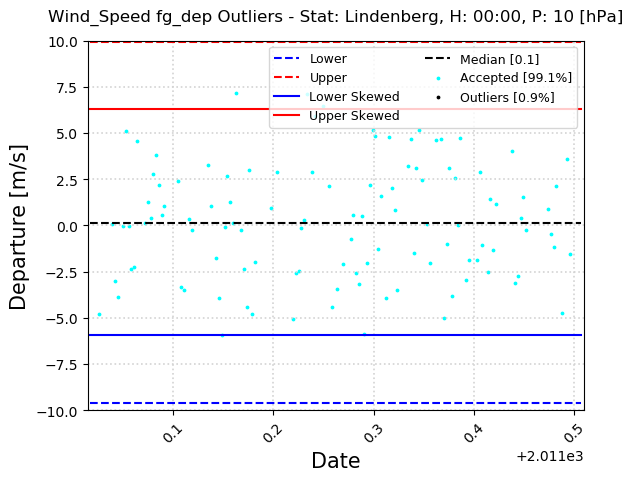 Wind_Speed fg_dep Outliers - Stat: Lindenberg, H: 00:00, P: 10 [hPa]
Departure [m/s]
10.0
7.5
5.0
2.5
0.0
−2.5
−5.0
−7.5
−10.0
Lower
Upper
Lower Skewed
Upper Skewed
Median [0.1]
Accepted [99.1%]
Outliers [0.9%]
0.1
0.2
0.3
0.4
0.5
+2.011e3
Date